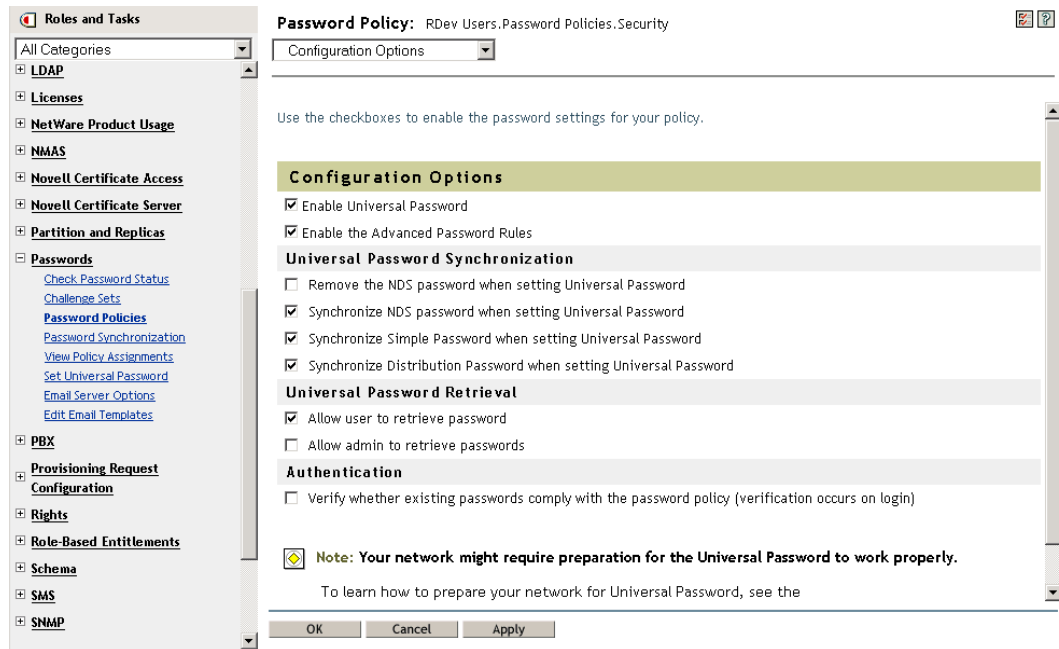 Roles and Tasks
All Categories
LDAP
Licenses
NetWare Product Usage
NMAS
Novell Certificate Access
Novell Certificate Server
Partition and Replicas
Passwords
Check Password Status
Challenge Sets
Password Policies
Password Synchronization
View Policy Assignments
Set Universal Password
Email Server Options
Edit Email Templates
PBX
Provisioning Request
Configuration
Rights
Role-Based Entitlements
Schema
SMS
SNMP
Password Policy: RDev Users.Password Policies.Security
?
Configuration Options
Use the checkboxes to enable the password settings for your policy.
Configuration Options
Enable Universal Password
Enable the Advanced Password Rules
Universal Password Synchronization
Remove the NDS password when setting Universal Password
Synchronize NDS password when setting Universal Password
Synchronize Simple Password when setting Universal Password
Synchronize Distribution Password when setting Universal Password
Universal Password Retrieval
Allow user to retrieve password
Allow admin to retrieve passwords
Authentication
Verify whether existing passwords comply with the password policy (verification occurs on login)
Note: Your network might require preparation for the Universal Password to work properly.
To learn how to prepare your network for Universal Password, see the
OK Cancel Apply